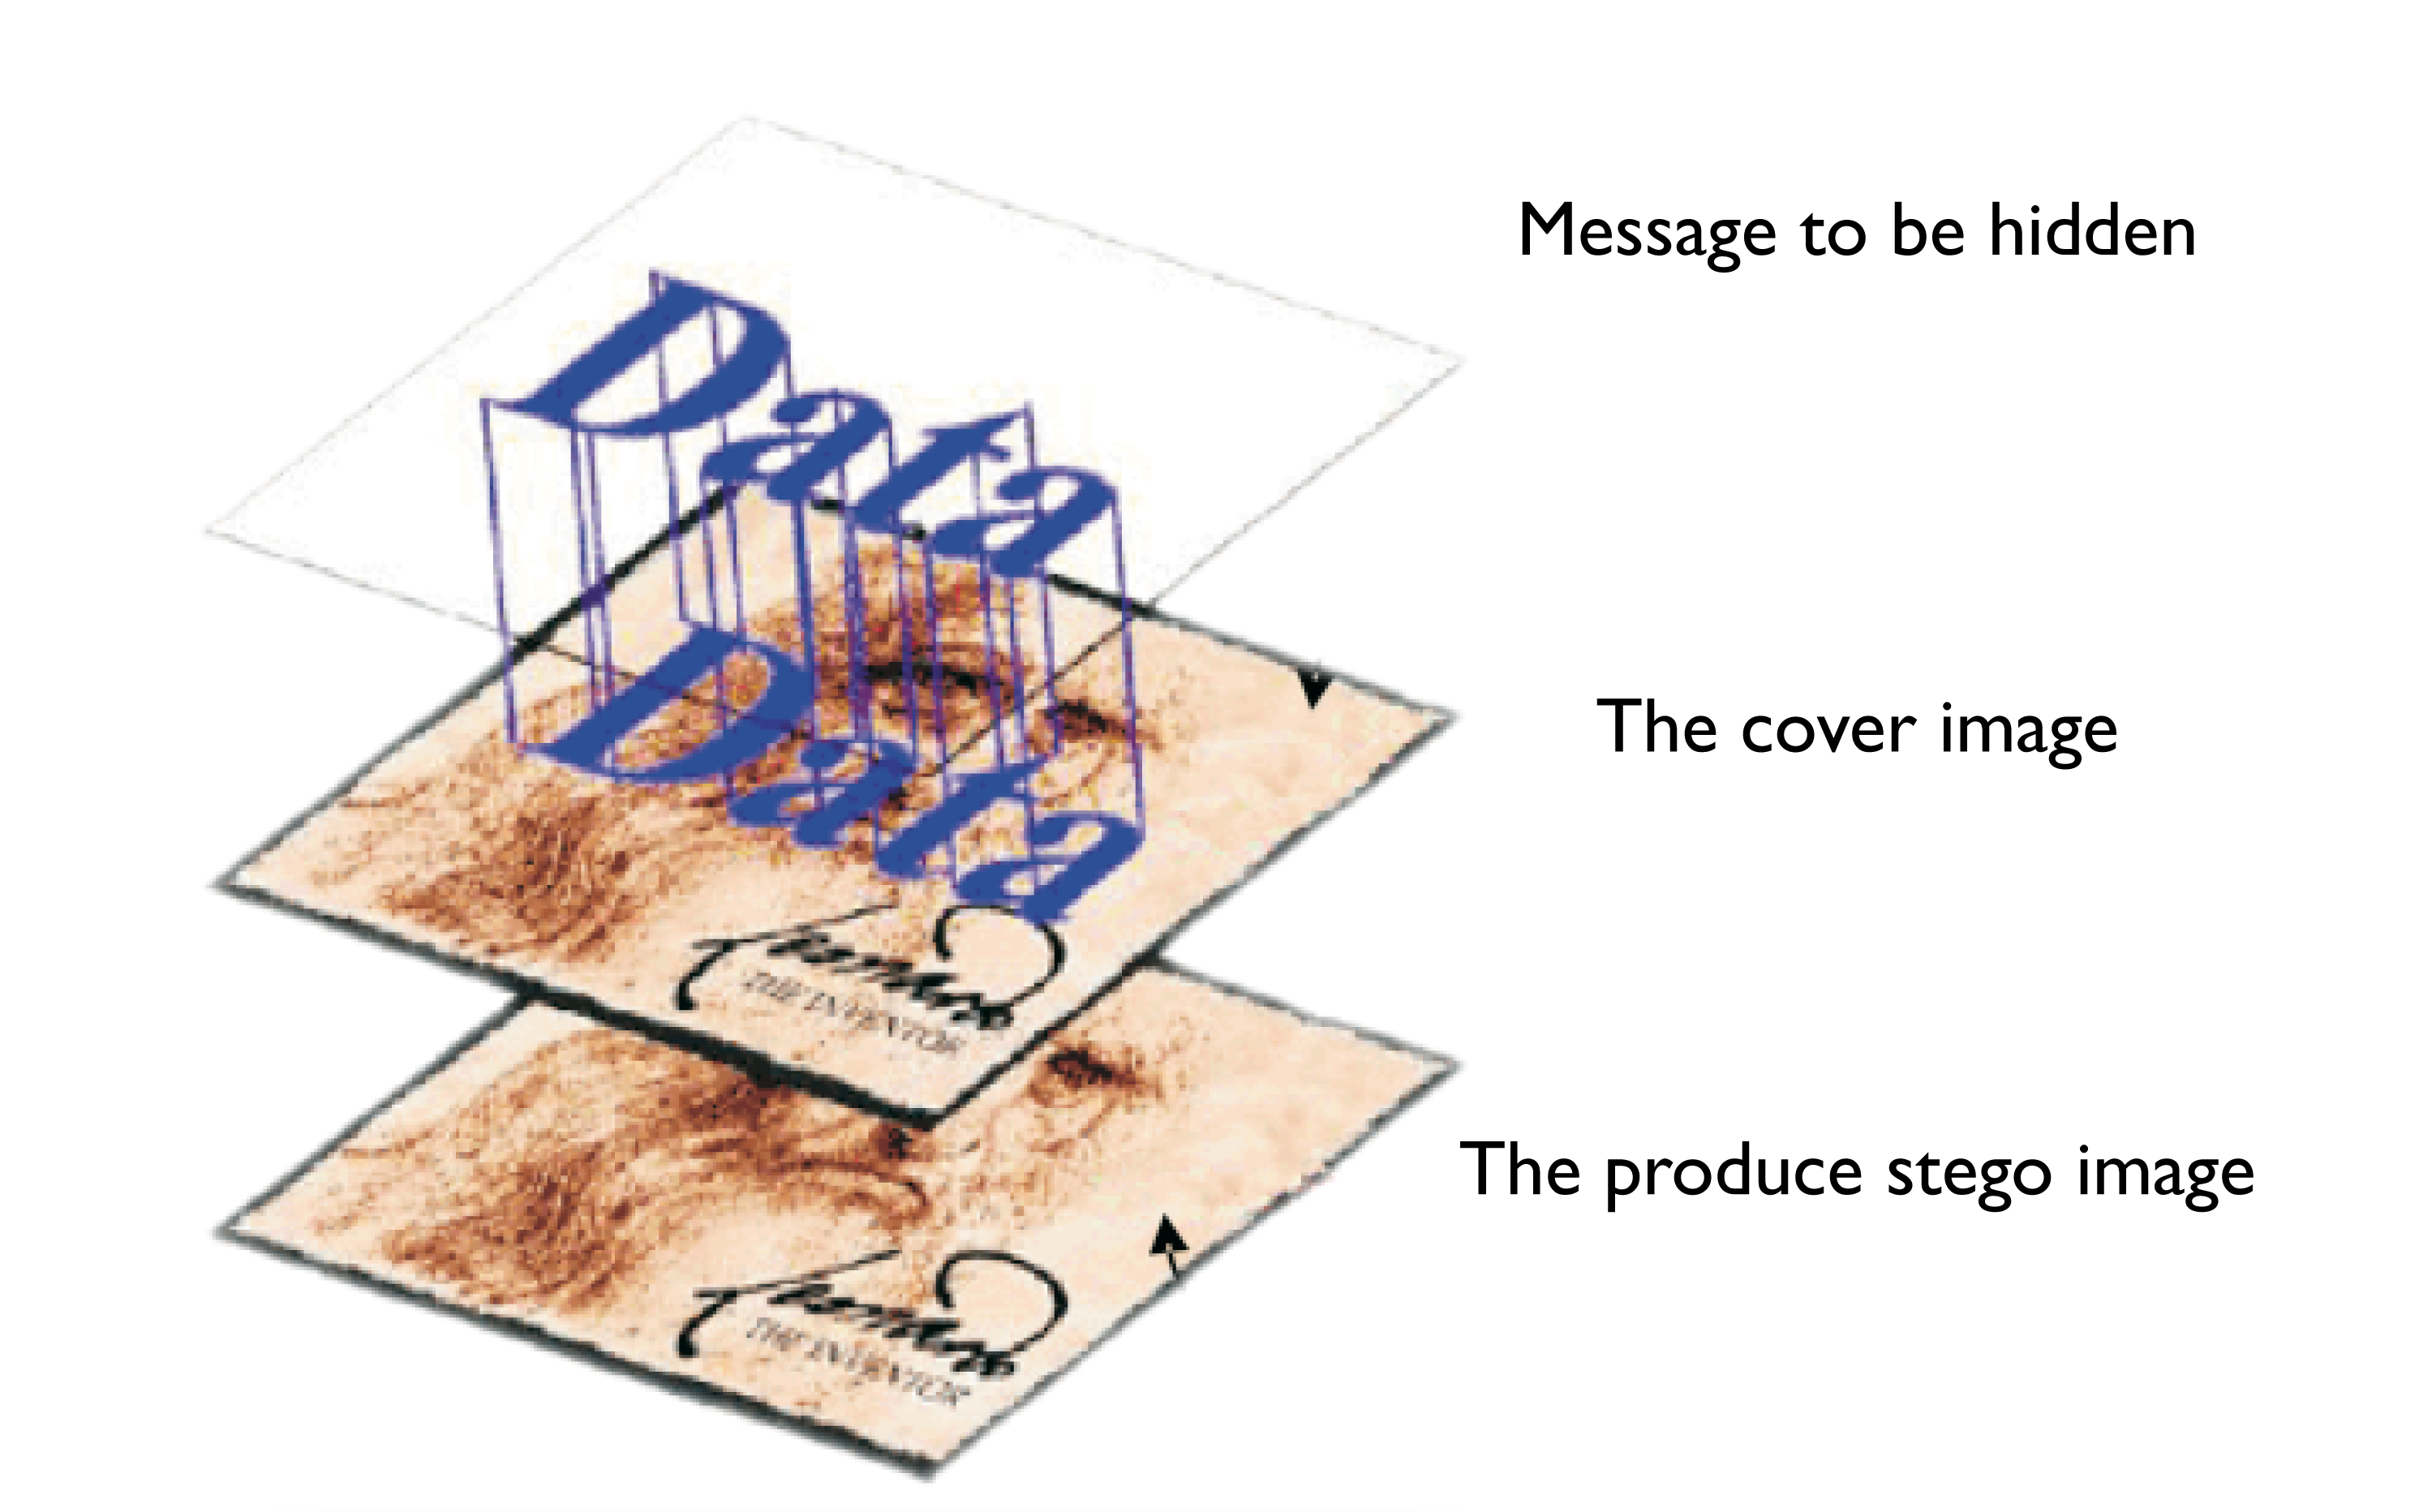 Message to be hidden
Data
The cover image
Data
THE INVENTOR
The produce stego image
THE INVENTOR